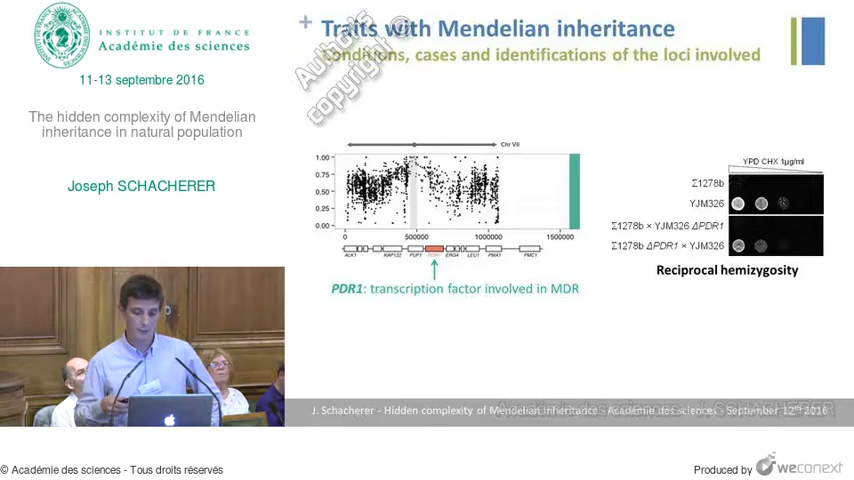 INSTITUT DE FRANCE
Académie des sciences
11-13 septembre 2016
The hidden complexity of Mendelian
inheritance in natural population
Joseph SCHACHERER
+ Traits with Mendelian inheritance
Conditions, cases and identifications of the loci involved
Author's
copyright ©
Chr VII
1.00
0.75
0.50
0.25
0.00
0
500000
1000000
1500000
ALK1
KAP122
PUF1
PDR1
ERG4
LEU1
PMA1
PMC1
PDR1: transcription factor involved in MDR
YPD CHX 1µg/ml
Σ1278b
YJM326
Σ1278b × YJM326 ΔPDR1
Σ1278b ΔPDR1 × YJM326
Reciprocal hemizygosity
J. Schacherer - Hidden complexity of Mendelian Inheritance - Académie des sciences - September 12th 2016
© Académie des sciences - Tous droits réservés
Produced by weconext